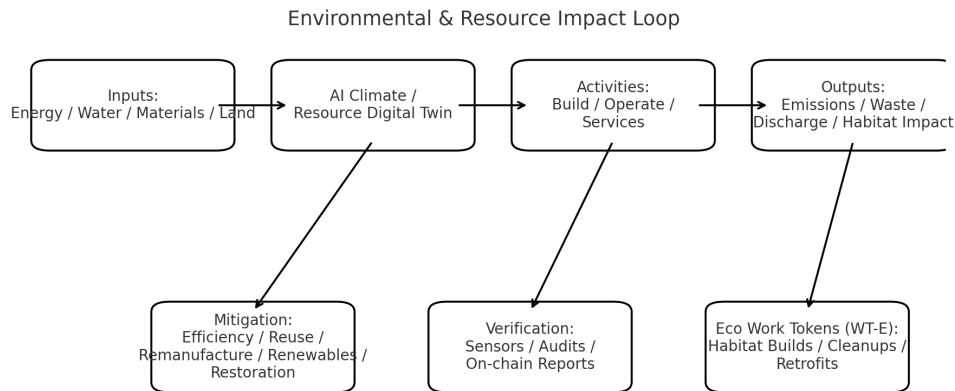 Environmental & Resource Impact Loop
Inputs:
Energy / Water / Materials / Land
AI Climate /
Resource Digital Twin
Activities:
Build / Operate /
Services
Outputs:
Emissions / Waste /
Discharge / Habitat Impact
Mitigation:
Efficiency / Reuse /
Remanufacture / Renewables /
Restoration
Verification:
Sensors / Audits /
On-chain Reports
Eco Work Tokens (WT-E):
Habitat Builds / Cleanups /
Retrofits